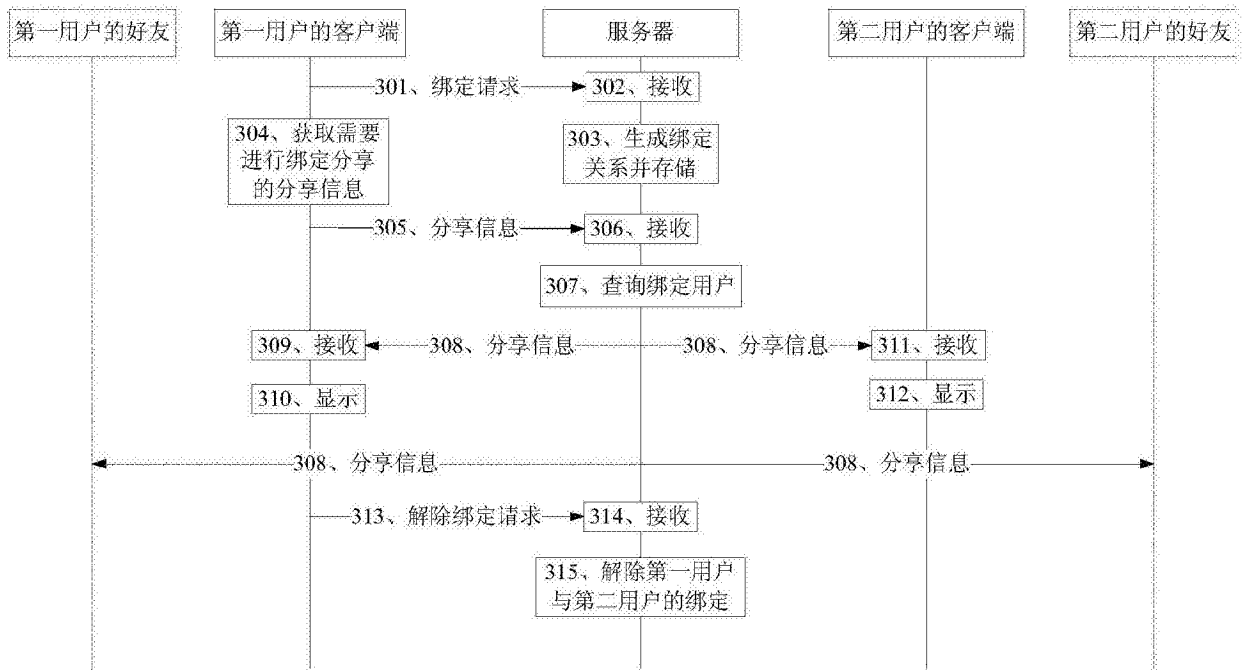 第一用户的好友
第一用户的客户端
服务器
第二用户的客户端
第二用户的好友
301、绑定请求
302、接收
304、获取需要
进行绑定分享
的分享信息
303、生成绑定
关系并存储
305、分享信息
306、接收
307、查询绑定用户
309、接收
308、分享信息
308、分享信息
311、接收
310、显示
312、显示
308、分享信息
308、分享信息
313、解除绑定请求
314、接收
315、解除第一用户
与第二用户的绑定